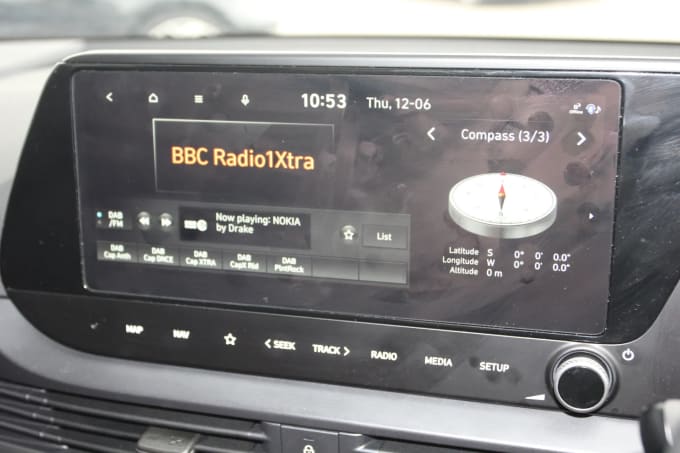 10:53 Thu, 12-06
Compass (3/3)
BBC Radio1Xtra
DAB
/FM
Now playing: NOKIA
by Drake
List
DAB
Cap Anth
DAB
Cap DNCE
DAB
Cap XTRA
DAB
CapX Rld
DAB
PlntRock
Latitude S 0° 0' 0.0"
Longitude W 0° 0' 0.0"
Altitude 0 m
MAP
NAV
< SEEK
TRACK >
RADIO
MEDIA
SETUP